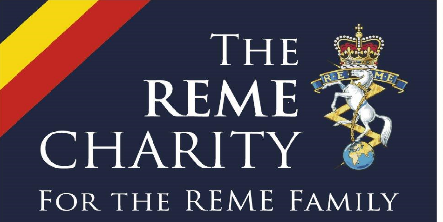 THE
REME
CHARITY
R E M E
FOR THE REME FAMILY